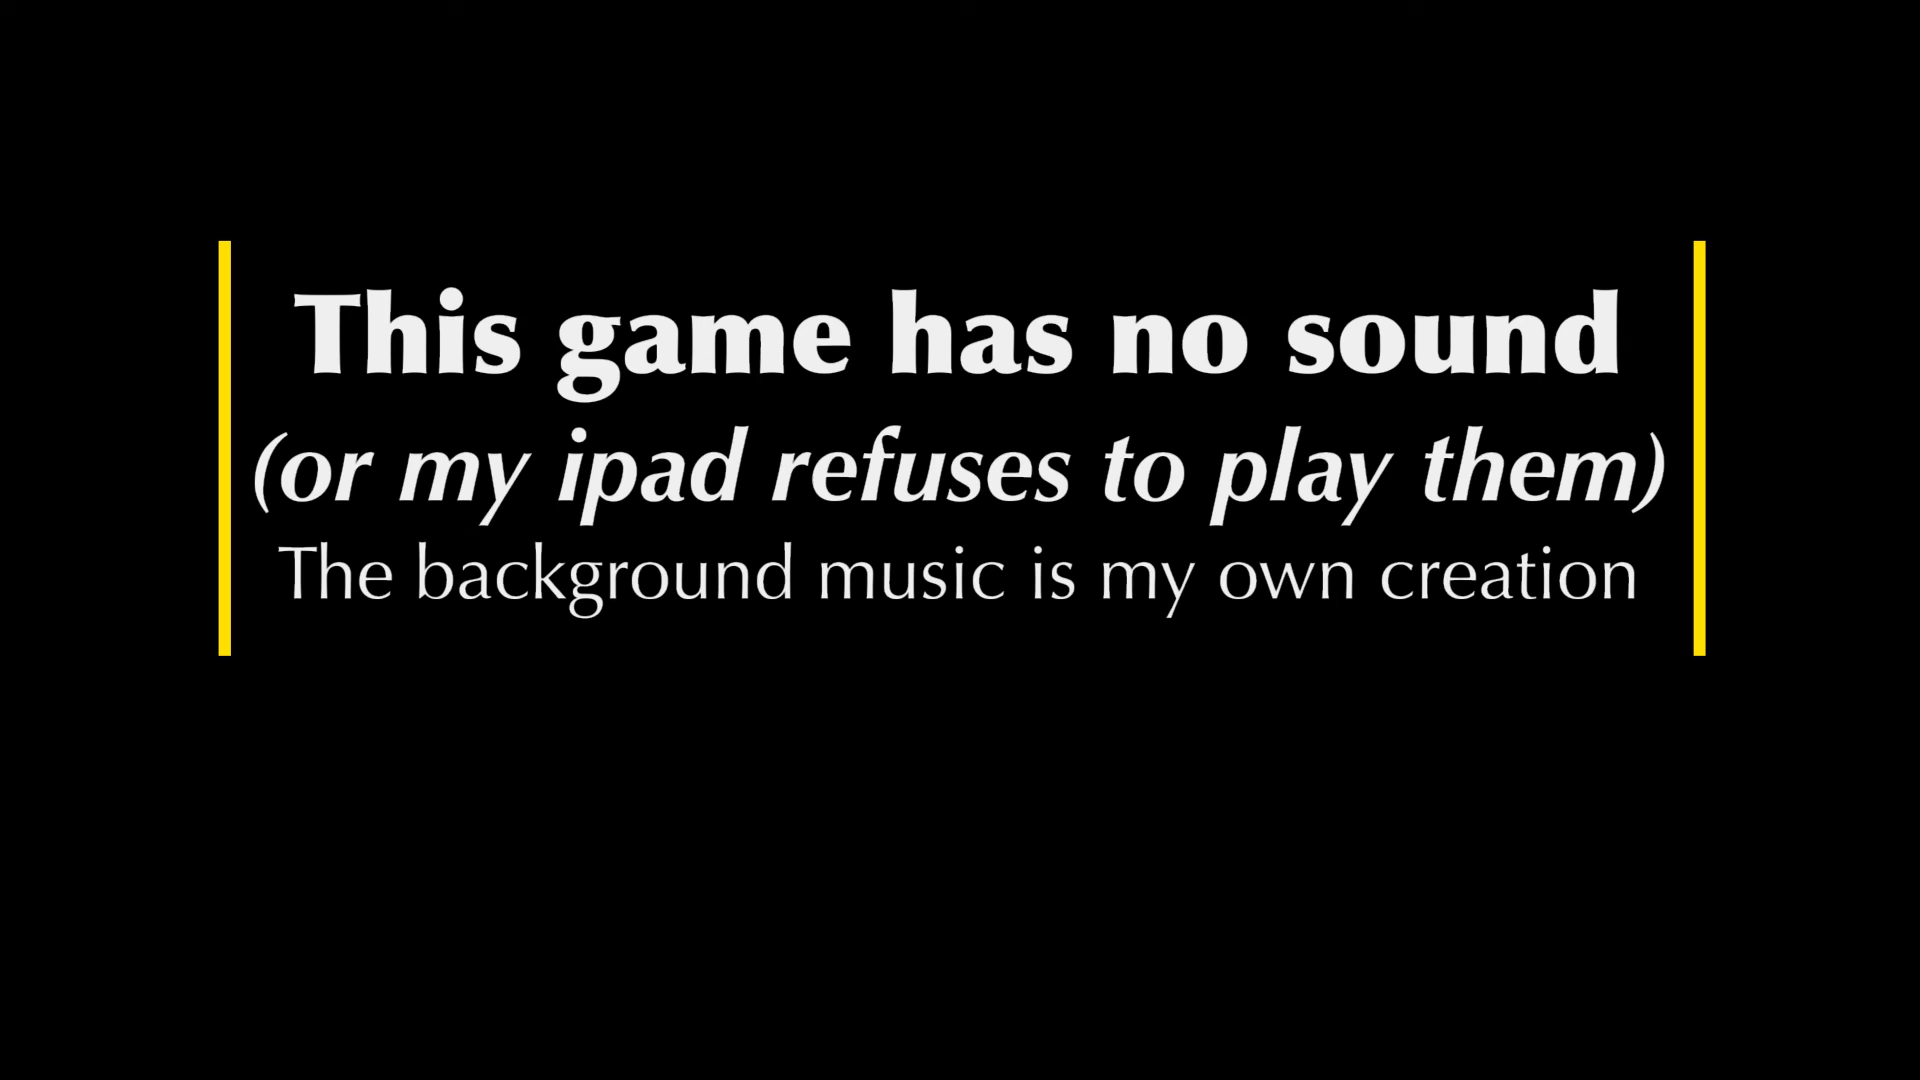 This game has no sound
(or my ipad refuses to play them)
The background music is my own creation